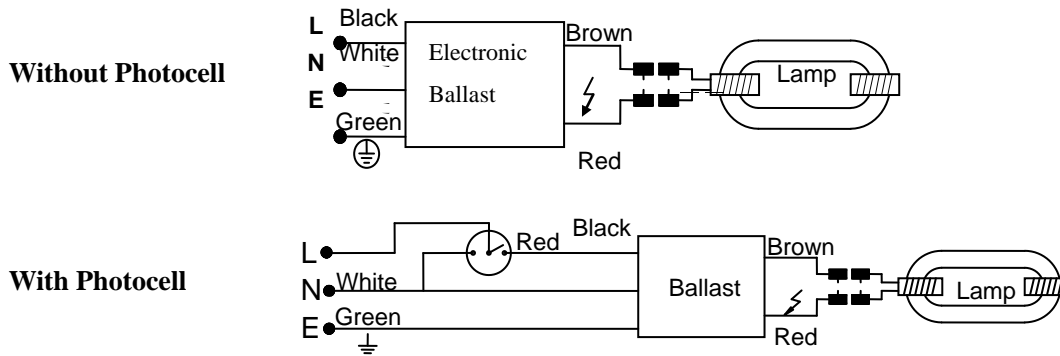 Without Photocell
L
Black
N
White
E
Green
Electronic
Ballast
Brown
Red
Lamp
With Photocell
L
N
White
E
Green
Red
Black
Ballast
Brown
Red
Lamp